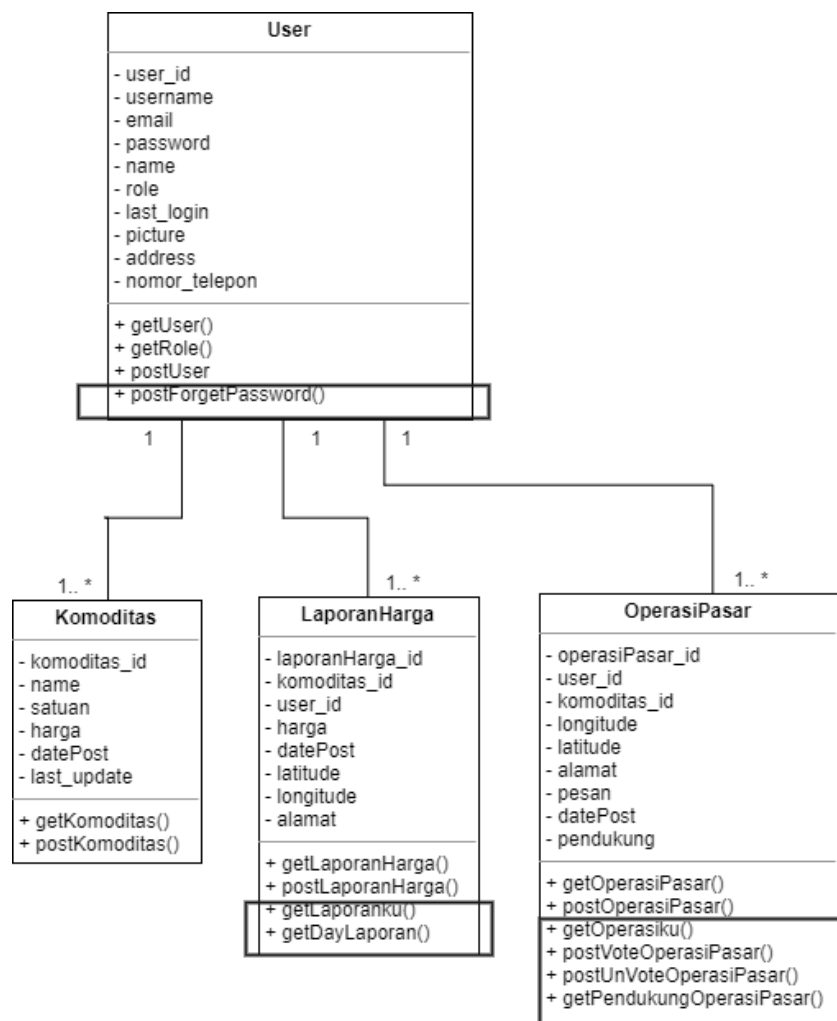 User
- user_id
- username
- email
- password
- name
- role
- last_login
- picture
- address
- nomor_telepon
+ getUser()
+ getRole()
+ postUser
+ postForgetPassword()
1
1
1
1.. *
1.. *
1.. *
Komoditas
- komoditas_id
- name
- satuan
- harga
- datePost
- last_update
+ getKomoditas()
+ postKomoditas()
LaporanHarga
- laporanHarga_id
- komoditas_id
- user_id
- harga
- datePost
- latitude
- longitude
- alamat
+ getLaporanHarga()
+ postLaporanHarga()
+ getLaporanku()
+ getDayLaporan()
OperasiPasar
- operasiPasar_id
- user_id
- komoditas_id
- longitude
- latitude
- alamat
- pesan
- datePost
- pendukung
+ getOperasiPasar()
+ postOperasiPasar()
+ getOperasiku()
+ postVoteOperasiPasar()
+ postUnVoteOperasiPasar()
+ getPendukungOperasiPasar()